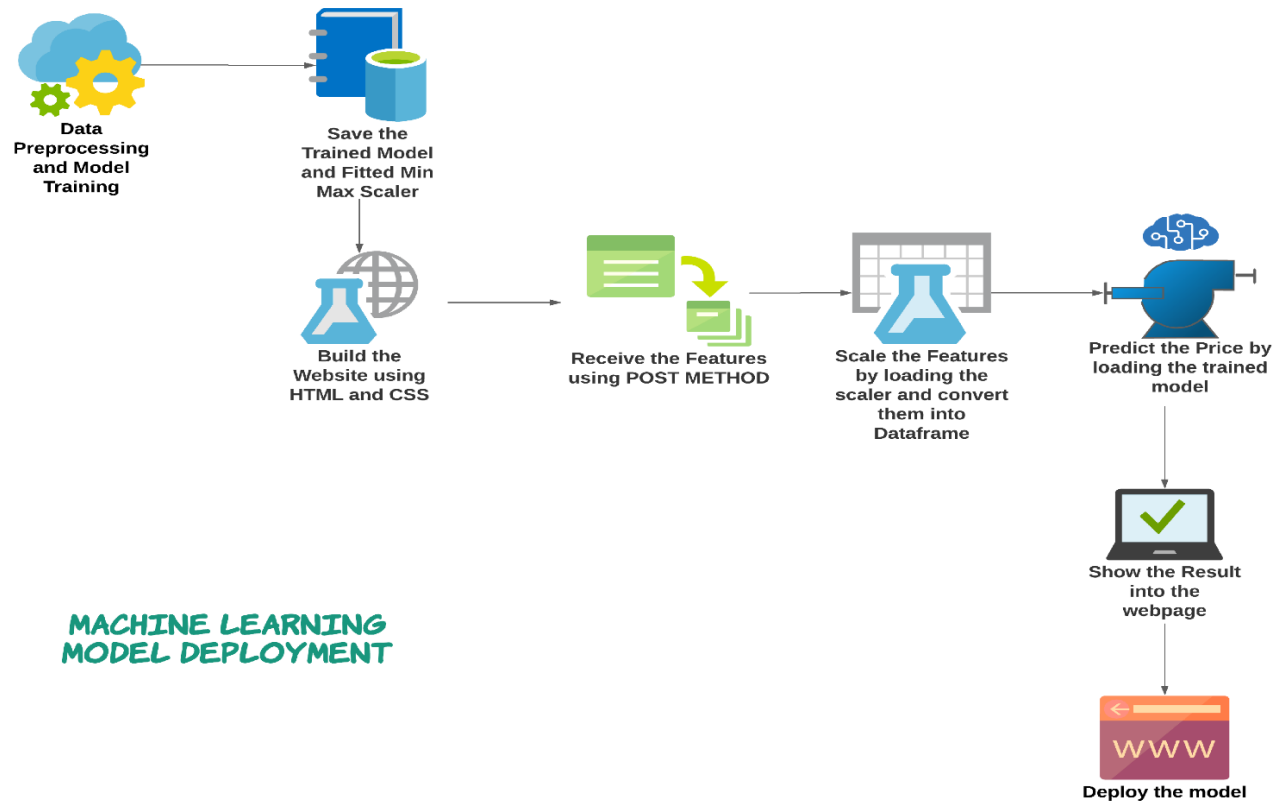 Data
Preprocessing
and Model
Training
Save the
Trained Model
and Fitted Min
Max Scaler
Build the
Website using
HTML and CSS
Receive the Features
using POST METHOD
Scale the Features
by loading the
scaler and convert
them into
Dataframe
Predict the Price by
loading the trained
model
Show the Result
into the
webpage
MACHINE LEARNING
MODEL DEPLOYMENT
WWW
Deploy the model